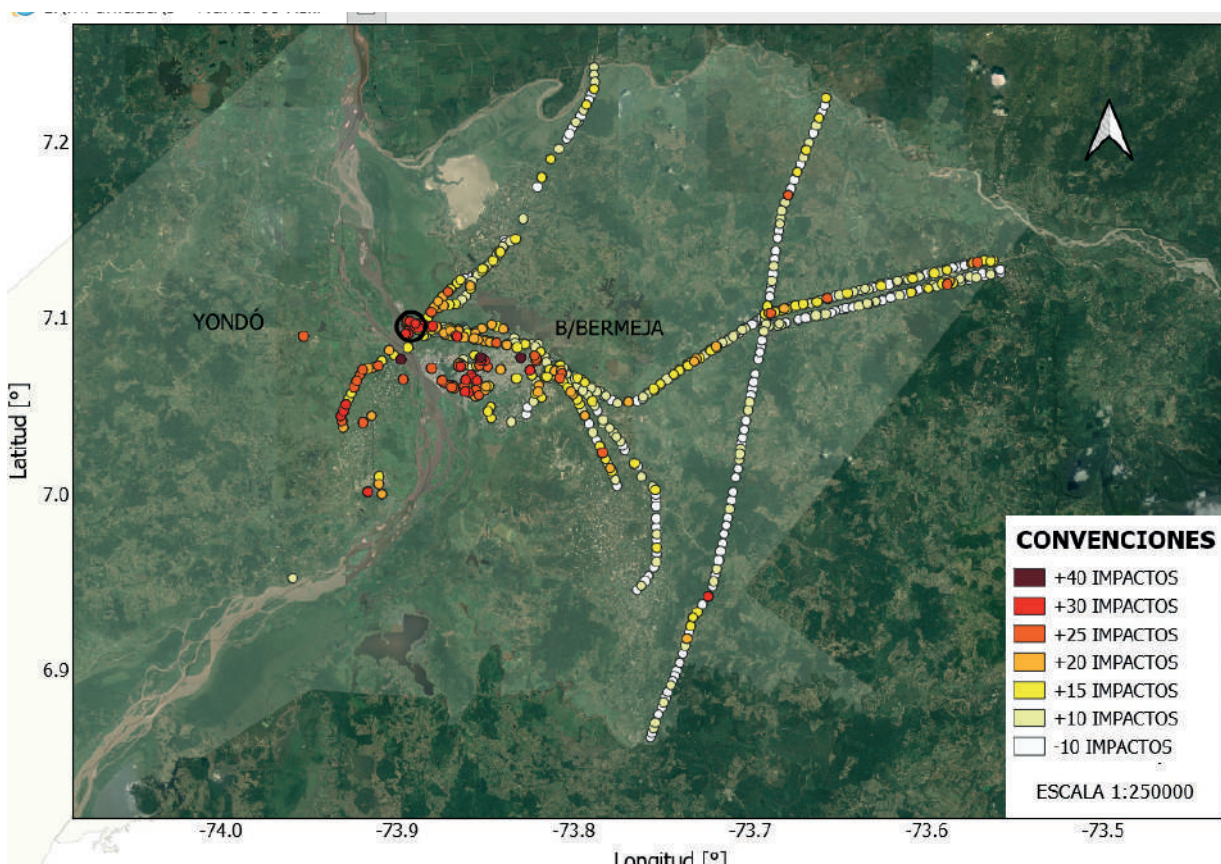 7.2
7.1
7.0
6.9
Latitud [°]
YONDÓ
B/BERMEJA
CONVENCIONES
+40 IMPACTOS
+30 IMPACTOS
+25 IMPACTOS
+20 IMPACTOS
+15 IMPACTOS
+10 IMPACTOS
-10 IMPACTOS
ESCALA 1:250000
-74.0 -73.9 -73.8 -73.7 -73.6 -73.5
Longitud [°]